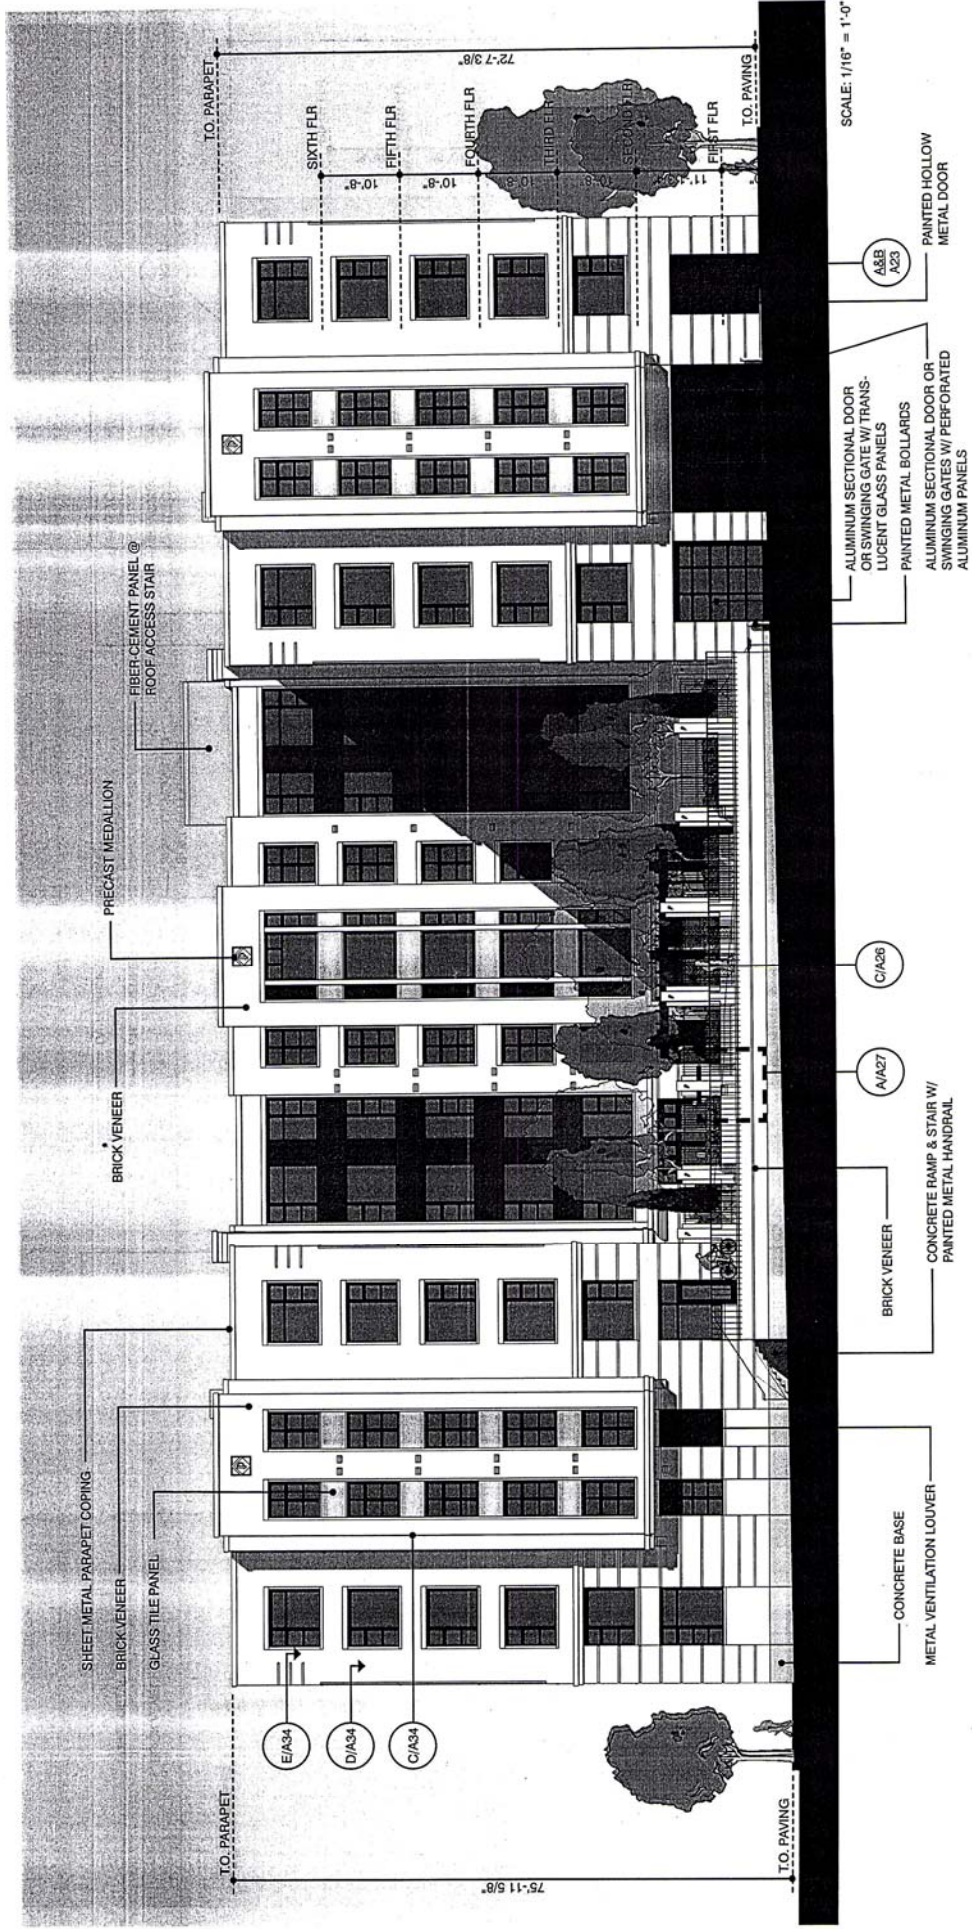 SHEET METAL PARAPET COPING
BRICK VENEER
GLASS TILE PANEL
BRICK VENEER
PRECAST MEDALLION
FIBER-CEMENT PANEL @
ROOF ACCESS STAIR
T.O. PARAPET
75'-11 5/8"
T.O. PAVING
E/A34
D/A34
C/A34
T.O. PARAPET
72'-7 3/8"
SIXTH FLR
10'-8"
FIFTH FLR
10'-8"
FOURTH FLR
10'-8"
THIRD FLR
10'-8"
SECOND FLR
FIRST FLR
T.O. PAVING
CONCRETE BASE
METAL VENTILATION LOUVER
CONCRETE RAMP & STAIR W/
PAINTED METAL HANDRAIL
BRICK VENEER
A/A27
C/A26
ALUMINUM SECTIONAL DOOR
OR SWINGING GATE W/ TRANS-
LUCENT GLASS PANELS
PAINTED METAL BOLLARDS
ALUMINUM SECTIONAL DOOR OR
SWINGING GATES W/ PERFORATED
ALUMINUM PANELS
A&B
A23
PAINTED HOLLOW
METAL DOOR
SCALE: 1/16" = 1'-0"